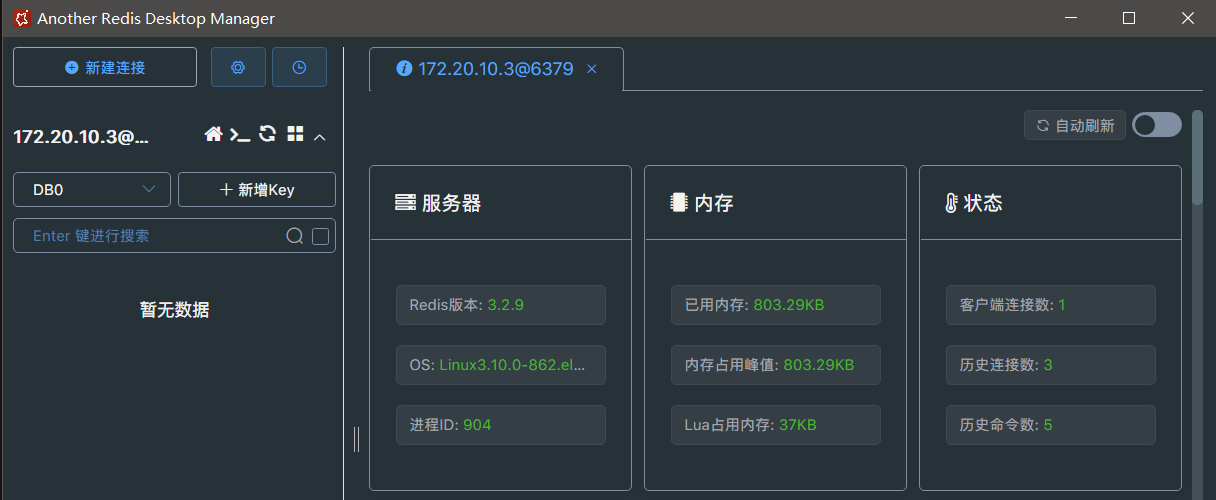 Another Redis Desktop Manager
新建连接
172.20.10.3@6379
172.20.10.3@...
自动刷新
DB0
新增Key
Enter 键进行搜索
暂无数据
服务器
Redis版本: 3.2.9
OS: Linux3.10.0-862.el...
进程ID: 904
内存
已用内存: 803.29KB
内存占用峰值: 803.29KB
Lua占用内存: 37KB
状态
客户端连接数: 1
历史连接数: 3
历史命令数: 5